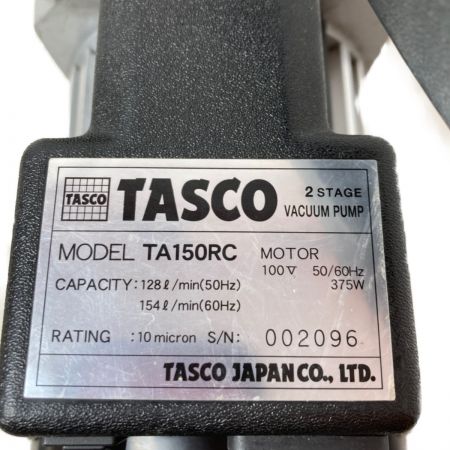 TASCO TASCO 2 STAGE
VACUUM PUMP
MODEL TA150RC MOTOR
100V 50/60Hz
CAPACITY: 128ℓ/min(50Hz) 375W
154ℓ/min(60Hz)
RATING :10 micron S/N: 002096
TASCO JAPAN CO., LTD.